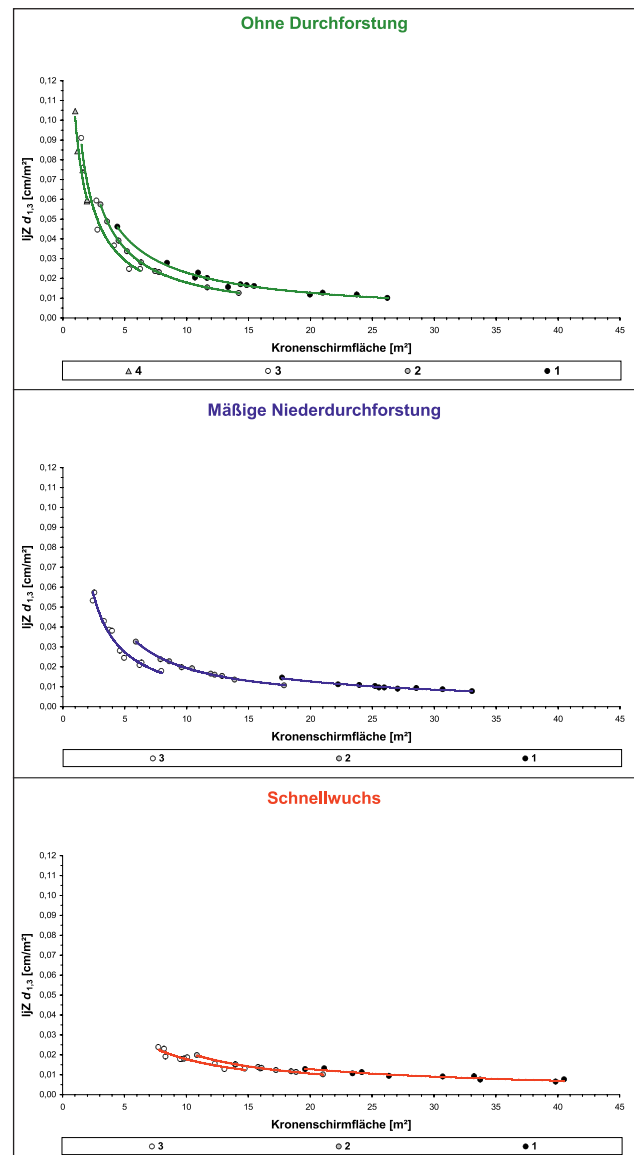 Ohne Durchforstung
0,12
0,11
0,10
0,09
0,08
0,07
0,06
0,05
0,04
0,03
0,02
0,01
0,00
ljZ d 1,3 [cm/m²]
0 5 10 15 20 25 30 35 40 45
Kronenschirmfläche [m²]
4 3 2 1
Mäßige Niederdurchforstung
0,12
0,11
0,10
0,09
0,08
0,07
0,06
0,05
0,04
0,03
0,02
0,01
0,00
ljZ d 1,3 [cm/m²]
0 5 10 15 20 25 30 35 40 45
Kronenschirmfläche [m²]
3 2 1
Schnellwuchs
0,12
0,11
0,10
0,09
0,08
0,07
0,06
0,05
0,04
0,03
0,02
0,01
0,00
ljZ d 1,3 [cm/m²]
0 5 10 15 20 25 30 35 40 45
Kronenschirmfläche [m²]
3 2 1